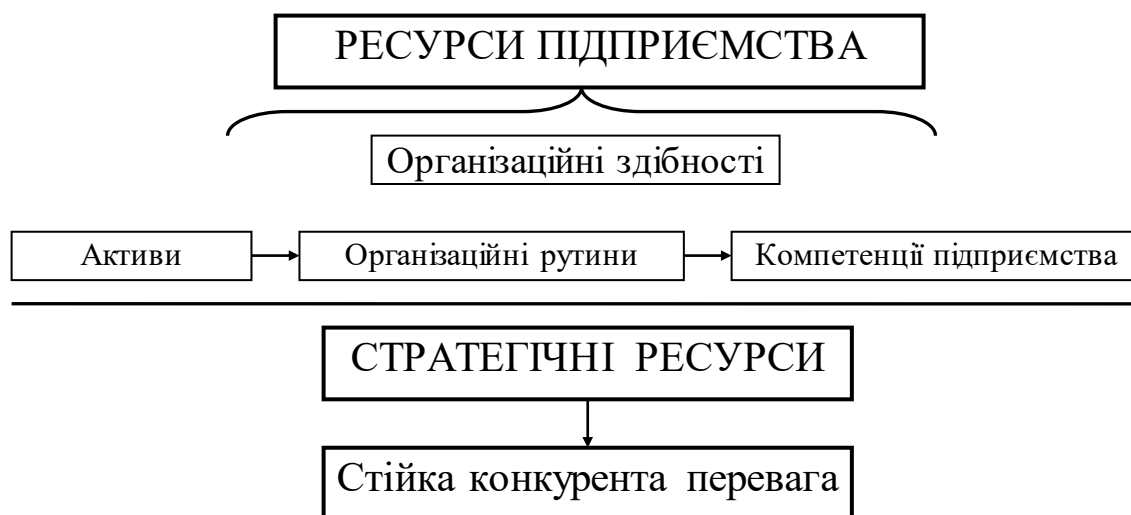 РЕСУРСИ ПІДПРИЄМСТВА
Організаційні здібності
Активи
Організаційні рутини
Компетенції підприємства
СТРАТЕГІЧНІ РЕСУРСИ
Стійка конкурента перевага